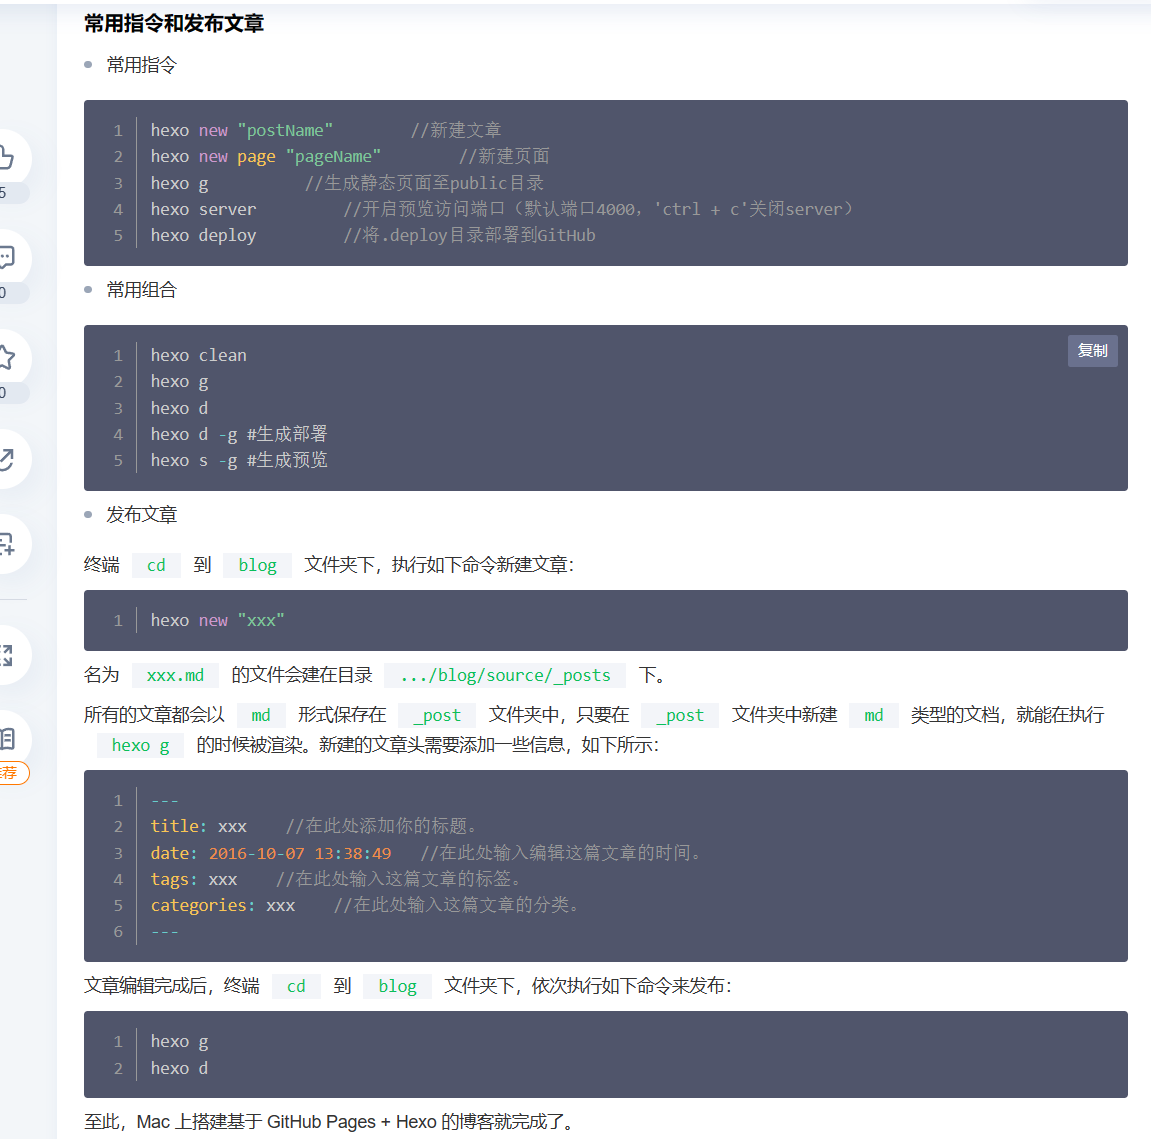 常用指令和发布文章
常用指令
1 hexo new "postName" //新建文章
2 hexo new page "pageName" //新建页面
3 hexo g //生成静态页面至public目录
4 hexo server //开启预览访问端口（默认端口4000，'ctrl + c'关闭server）
5 hexo deploy //将.deploy目录部署到GitHub
常用组合
复制
1 hexo clean
2 hexo g
3 hexo d
4 hexo d -g #生成部署
5 hexo s -g #生成预览
发布文章
终端 cd 到 blog 文件夹下，执行如下命令新建文章：
1 hexo new "xxx"
名为 xxx.md 的文件会建在目录 .../blog/source/_posts 下。
所有的文章都会以 md 形式保存在 _post 文件夹中，只要在 _post 文件夹中新建 md 类型的文档，就能在执行
hexo g 的时候被渲染。新建的文章头需要添加一些信息，如下所示：
1 ---
2 title: xxx //在此处添加你的标题。
3 date: 2016-10-07 13:38:49 //在此处输入编辑这篇文章的时间。
4 tags: xxx //在此处输入这篇文章的标签。
5 categories: xxx //在此处输入这篇文章的分类。
6 ---
文章编辑完成后，终端 cd 到 blog 文件夹下，依次执行如下命令来发布：
1 hexo g
2 hexo d
至此，Mac 上搭建基于 GitHub Pages + Hexo 的博客就完成了。
5
0
0
荐